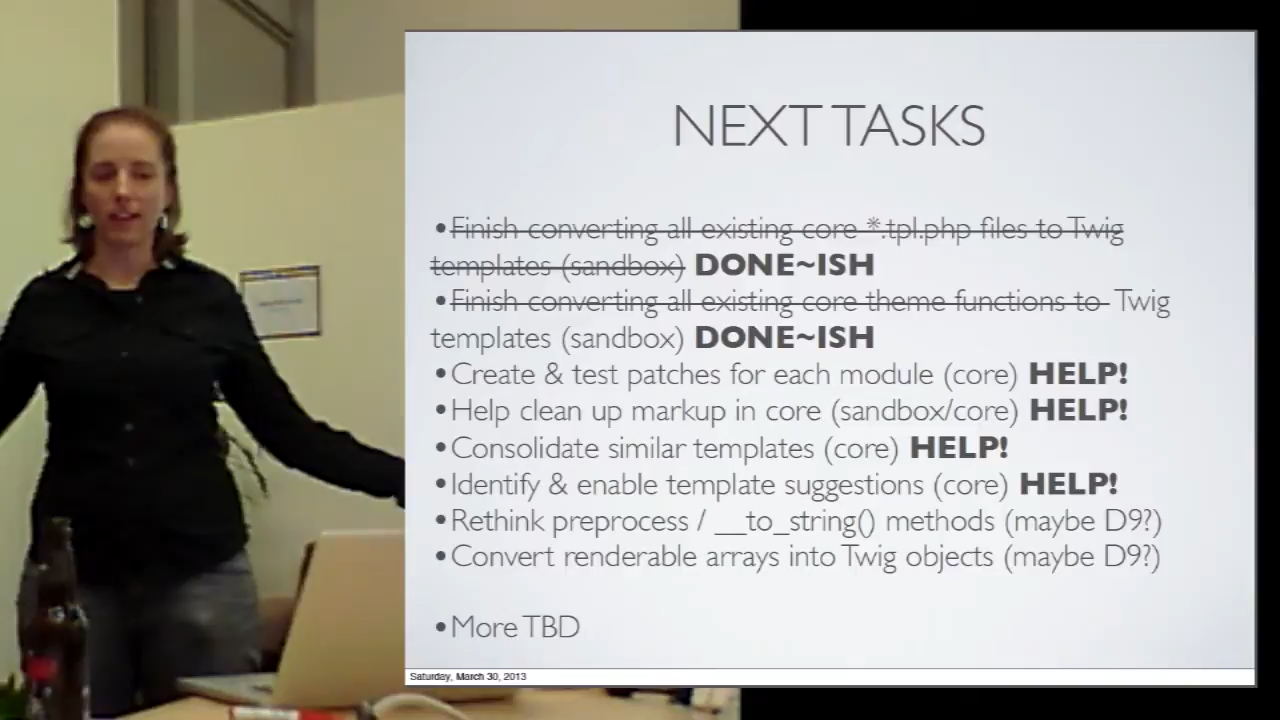 NEXT TASKS
•Finish converting all existing core *.tpl.php files to Twig
templates (sandbox) DONE~ISH
•Finish converting all existing core theme functions to Twig
templates (sandbox) DONE~ISH
•Create & test patches for each module (core) HELP!
•Help clean up markup in core (sandbox/core) HELP!
•Consolidate similar templates (core) HELP!
•Identify & enable template suggestions (core) HELP!
•Rethink preprocess / __to_string() methods (maybe D9?)
•Convert renderable arrays into Twig objects (maybe D9?)
•More TBD
Saturday, March 30, 2013